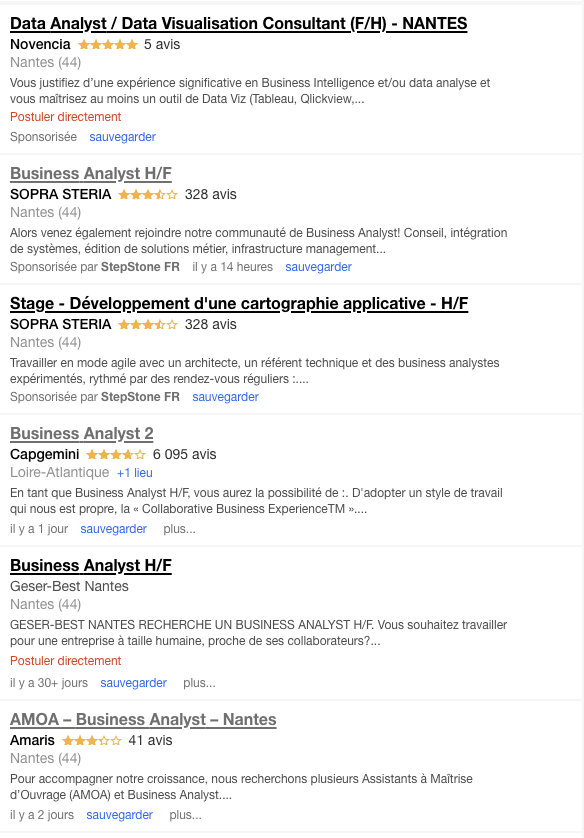 Data Analyst / Data Visualisation Consultant (F/H) - NANTES
Novencia 5 avis
Nantes (44)
Vous justifiez d'une expérience significative en Business Intelligence et/ou data analyse et
vous maîtrisez au moins un outil de Data Viz (Tableau, Qlickview,...
Postuler directement
Sponsorisée sauvegarder
Business Analyst H/F
SOPRA STERIA 328 avis
Nantes (44)
Alors venez également rejoindre notre communauté de Business Analyst! Conseil, intégration
de systèmes, édition de solutions métier, infrastructure management...
Sponsorisée par StepStone FR il y a 14 heures sauvegarder
Stage - Développement d'une cartographie applicative - H/F
SOPRA STERIA 328 avis
Nantes (44)
Travailler en mode agile avec un architecte, un référent technique et des business analystes
expérimentés, rythmé par des rendez-vous réguliers :....
Sponsorisée par StepStone FR sauvegarder
Business Analyst 2
Capgemini 6 095 avis
Loire-Atlantique +1 lieu
En tant que Business Analyst H/F, vous aurez la possibilité de :. D'adopter un style de travail
qui nous est propre, la « Collaborative Business ExperienceTM »....
il y a 1 jour sauvegarder plus...
Business Analyst H/F
Geser-Best Nantes
Nantes (44)
GESER-BEST NANTES RECHERCHE UN BUSINESS ANALYST H/F. Vous souhaitez travailler
pour une entreprise à taille humaine, proche de ses collaborateurs?...
Postuler directement
il y a 30+ jours sauvegarder plus...
AMOA – Business Analyst – Nantes
Amaris 41 avis
Nantes (44)
Pour accompagner notre croissance, nous recherchons plusieurs Assistants à Maîtrise
d'Ouvrage (AMOA) et Business Analyst....
il y a 2 jours sauvegarder plus...